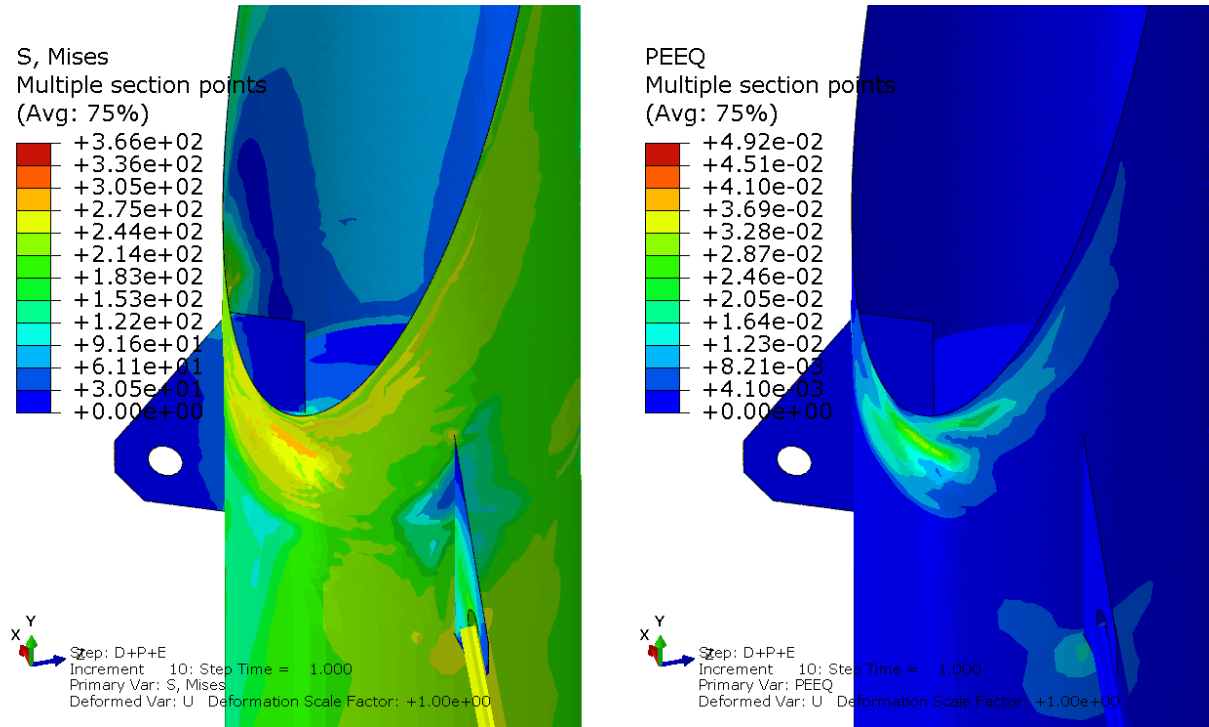 S, Mises
Multiple section points
(Avg: 75%)
+3.66e+02
+3.36e+02
+3.05e+02
+2.75e+02
+2.44e+02
+2.14e+02
+1.83e+02
+1.53e+02
+1.22e+02
+9.16e+01
+6.11e+01
+3.05e+01
+0.00e+00
Y
X
Z
Step: D+P+E
Increment 10: Step Time = 1.000
Primary Var: S, Mises
Deformed Var: U Deformation Scale Factor: +1.00e+00
PEEQ
Multiple section points
(Avg: 75%)
+4.92e-02
+4.51e-02
+4.10e-02
+3.69e-02
+3.28e-02
+2.87e-02
+2.46e-02
+2.05e-02
+1.64e-02
+1.23e-02
+8.21e-03
+4.10e-03
+0.00e+00
Y
X
Z
Step: D+P+E
Increment 10: Step Time = 1.000
Primary Var: PEEQ
Deformed Var: U Deformation Scale Factor: +1.00e+00